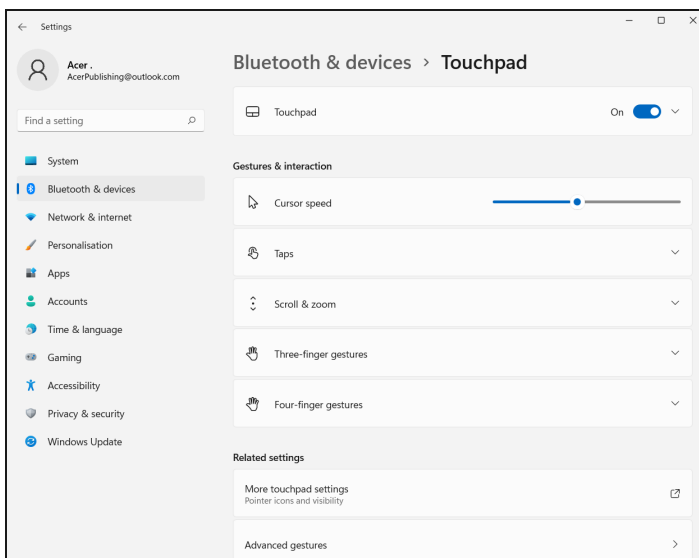 Settings
Acer .
AcerPublishing@outlook.com
Find a setting
System
Bluetooth & devices
Network & internet
Personalisation
Apps
Accounts
Time & language
Gaming
Accessibility
Privacy & security
Windows Update
Bluetooth & devices > Touchpad
Touchpad
On
Gestures & interaction
Cursor speed
Taps
Scroll & zoom
Three-finger gestures
Four-finger gestures
Related settings
More touchpad settings
Pointer icons and visibility
Advanced gestures